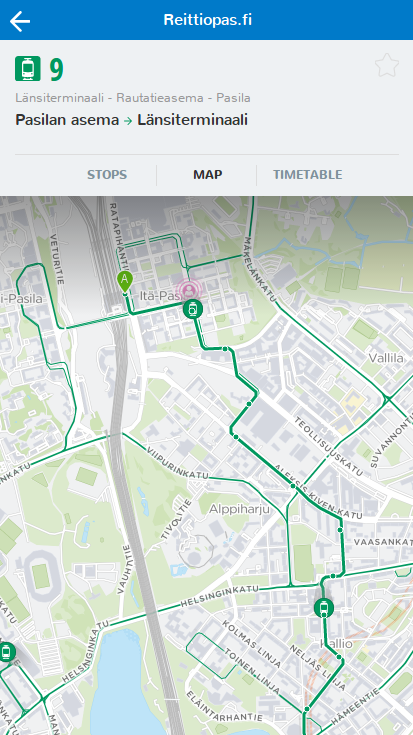 Reittiopas.fi
9
Länsiterminaali - Rautatieasema - Pasila
Pasilan asema → Länsiterminaali
STOPS MAP TIMETABLE
RATAPIHANTIE
VETURITIE
MÄKELÄNKATU
A
Itä-Pas
i-Pasila
Vallila
TEOLLISUUSKATU
SUVANNONTIE
VIIPURINKATU
ALEKSIS KIVEN KATU
TIVOLITIE
Alppiharju
VAASANKAT
VAUHTITIE
HELSINGINKATU
HELSINGINKATU
KOLMAS LINJA
TOINEN LINJA
NELJÄS LINJA
Kallio
ELÄINTARHANTIE
HÄMEENTIE